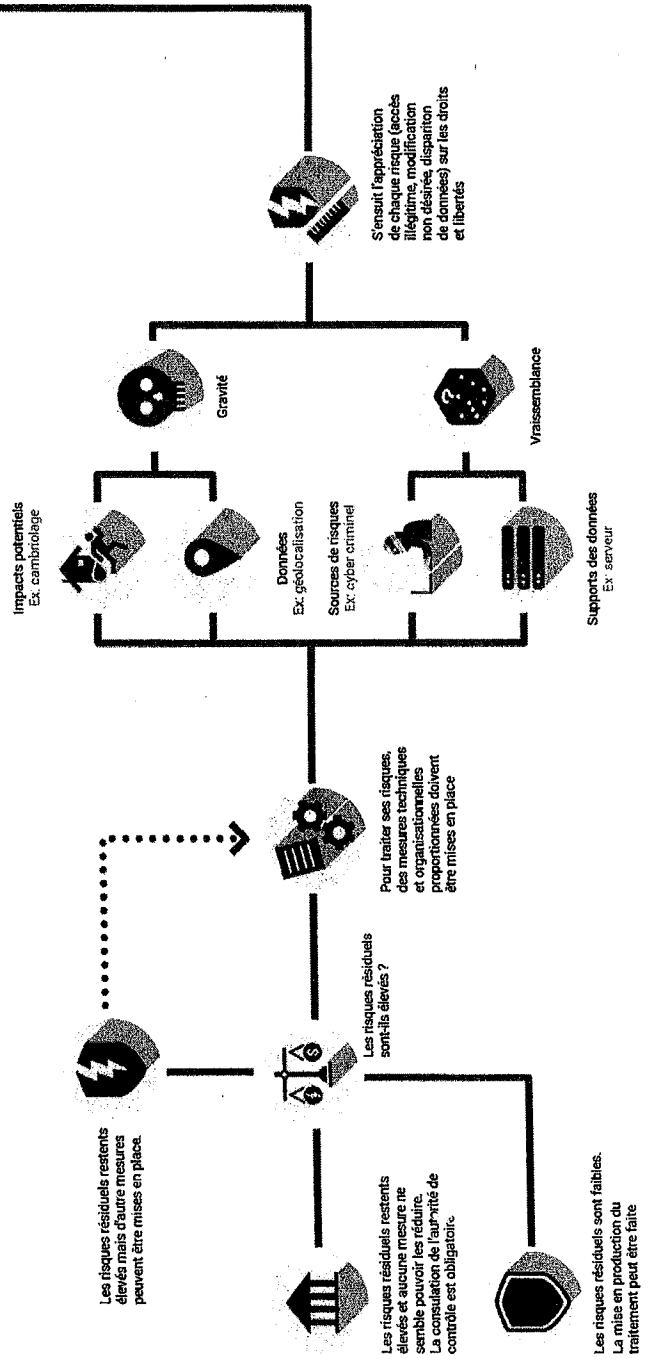 S'ensuit l'appréciation
de chaque risque (accès
illégitime, modification
non désirée, dispariton
de données) sur les droits
et libertés
Gravité
Vraissemblance
Impacts potentiels
Ex: cambriolage
Données
Ex: géolocalisation
Sources de risques
Ex: cyber criminel
Supports des données
Ex: serveur
Pour traiter ses risques,
des mesures techniques
et organisationnelles
proportionnées doivent
être mises en place
Les risques résiduels
sont-ils élevés ?
Les risques résiduels restents
élevés mais d'autre mesures
peuvent être mises en place.
Les risques résiduels restents
élevés et aucune mesure ne
semble pouvoir les réduire.
La consulation de l'autorité de
contrôle est obligatoire.
Les risques résiduels sont faibles.
La mise en production du
traitement peut être faite